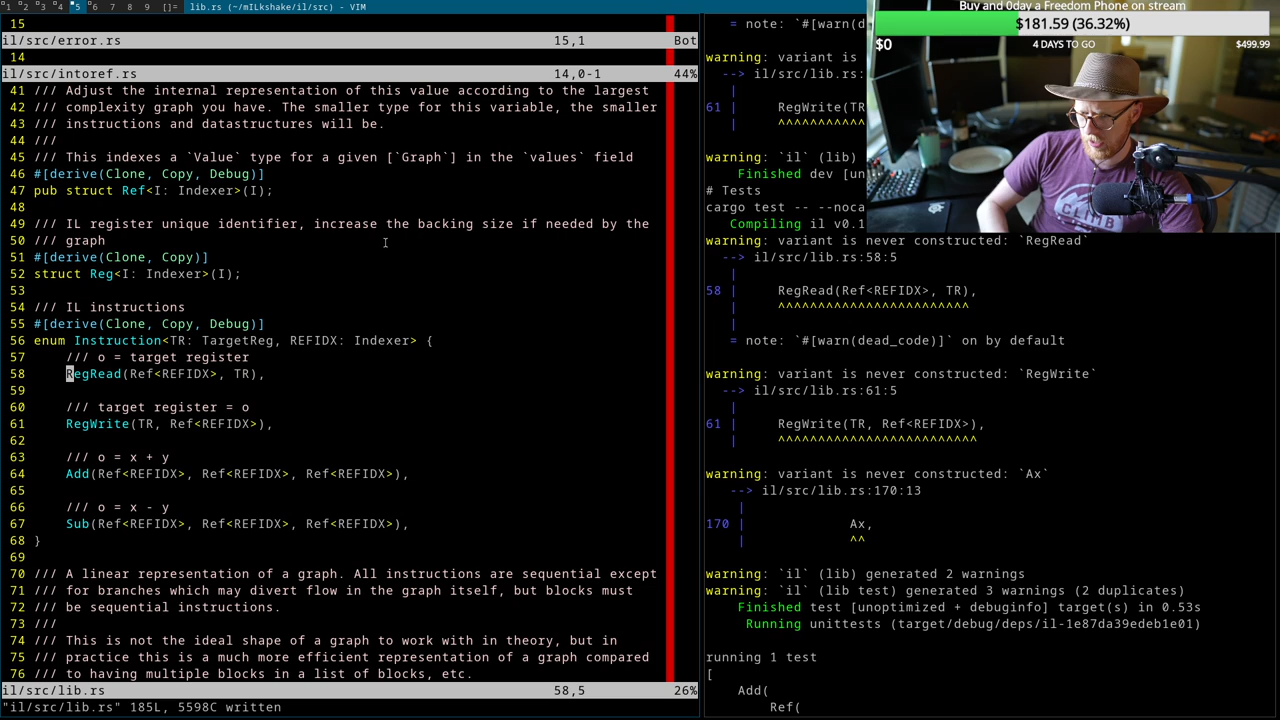 1 2 3 4 5 6 7 8 9 []= lib.rs (~/mILkshake/il/src) - VIM
15
il/src/error.rs 15,1 Bot
14
il/src/intoref.rs 14,0-1 44%
41 /// Adjust the internal representation of this value according to the largest
42 /// complexity graph you have. The smaller type for this variable, the smaller
43 /// instructions and datastructures will be.
44 ///
45 /// This indexes a `Value` type for a given [`Graph`] in the `values` field
46 #[derive(Clone, Copy, Debug)]
47 pub struct Ref<I: Indexer>(I);
48
49 /// IL register unique identifier, increase the backing size if needed by the
50 /// graph
51 #[derive(Clone, Copy)]
52 struct Reg<I: Indexer>(I);
53
54 /// IL instructions
55 #[derive(Clone, Copy, Debug)]
56 enum Instruction<TR: TargetReg, REFIDX: Indexer> {
57 /// o = target register
58 RegRead(Ref<REFIDX>, TR),
59
60 /// target register = o
61 RegWrite(TR, Ref<REFIDX>),
62
63 /// o = x + y
64 Add(Ref<REFIDX>, Ref<REFIDX>, Ref<REFIDX>),
65
66 /// o = x - y
67 Sub(Ref<REFIDX>, Ref<REFIDX>, Ref<REFIDX>),
68 }
69
70 /// A linear representation of a graph. All instructions are sequential except
71 /// for branches which may divert flow in the graph itself, but blocks must
72 /// be sequential instructions.
73 ///
74 /// This is not the ideal shape of a graph to work with in theory, but in
75 /// practice this is a much more efficient representation of a graph compared
76 /// to having multiple blocks in a list of blocks, etc.
il/src/lib.rs 58,5 26%
"il/src/lib.rs" 185L, 5598C written
= note: `#[warn(d
warning: variant is
--> il/src/lib.rs:
|
61 | RegWrite(TR
| ^^^^^^^^^^^
warning: `il` (lib)
Finished dev [un
# Tests
cargo test -- --noca
Compiling il v0.1
warning: variant is never constructed: `RegRead`
--> il/src/lib.rs:58:5
|
58 | RegRead(Ref<REFIDX>, TR),
| ^^^^^^^^^^^^^^^^^^^^^^^^
|
= note: `#[warn(dead_code)]` on by default
warning: variant is never constructed: `RegWrite`
--> il/src/lib.rs:61:5
|
61 | RegWrite(TR, Ref<REFIDX>),
| ^^^^^^^^^^^^^^^^^^^^^^^^^
warning: variant is never constructed: `Ax`
--> il/src/lib.rs:170:13
|
170 | Ax,
| ^^
warning: `il` (lib) generated 2 warnings
warning: `il` (lib test) generated 3 warnings (2 duplicates)
Finished test [unoptimized + debuginfo] target(s) in 0.53s
Running unittests (target/debug/deps/il-1e87da39edeb1e01)
running 1 test
[
Add(
Ref(
Buy and 0day a Freedom Phone on stream
$181.59 (36.32%)
$0 4 DAYS TO GO $499.99
CLIMB